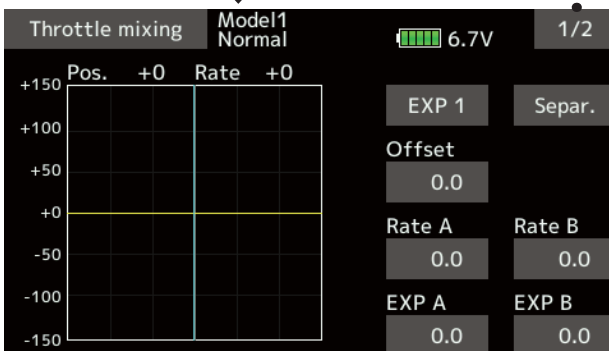 Throttle mixing Model1 Normal 6.7V 1/2
Pos. +0 Rate +0
+150
+100
+50
+0
-50
-100
-150
EXP 1 Separ.
Offset
0.0
Rate A Rate B
0.0 0.0
EXP A EXP B
0.0 0.0